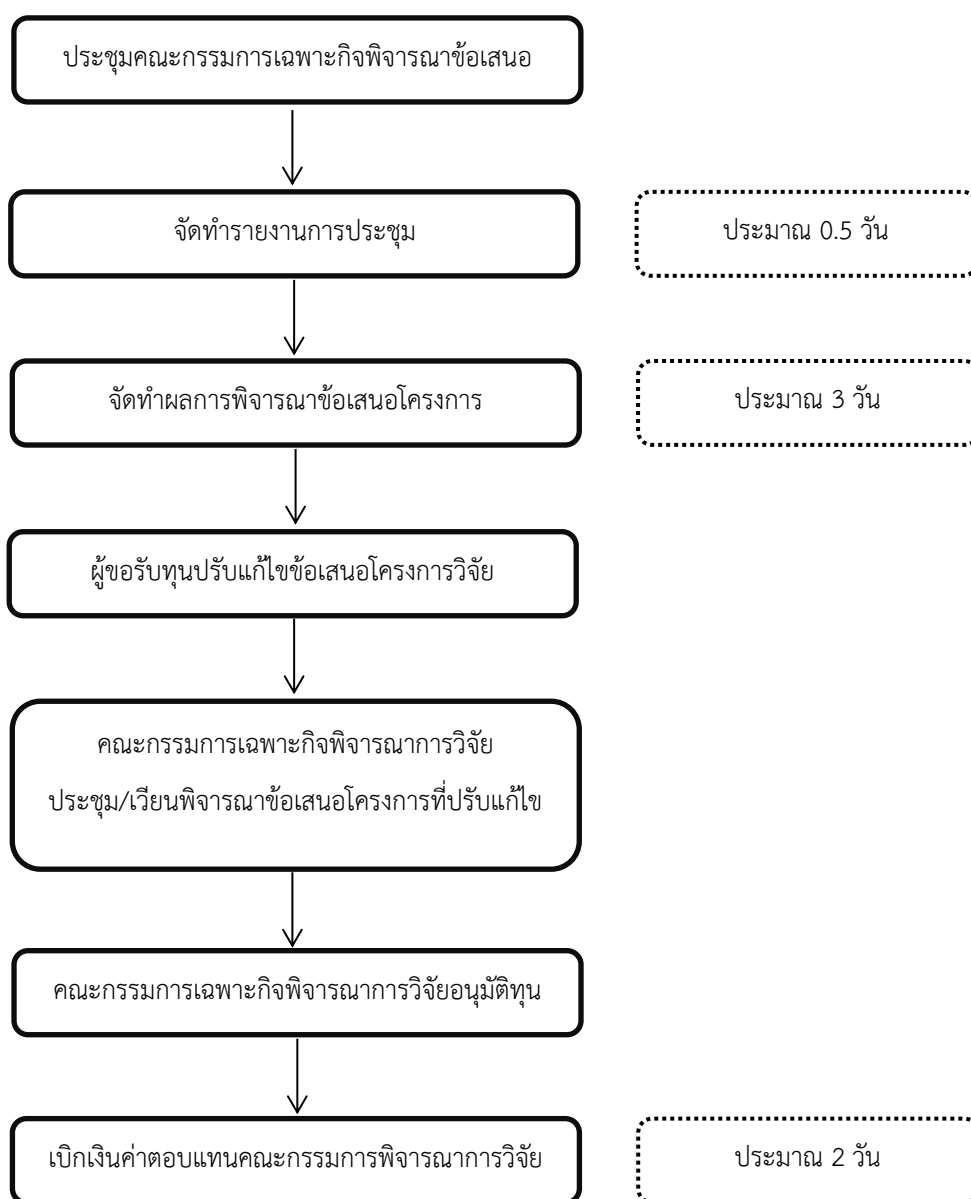 ประชุมคณะกรรมการเฉพาะกิจพิจารณาข้อเสนอ
จัดทำรายงานการประชุม
ประมาณ 0.5 วัน
จัดทำผลการพิจารณาข้อเสนอโครงการ
ประมาณ 3 วัน
ผู้ขอรับทุนปรับแก้ไขข้อเสนอโครงการวิจัย
คณะกรรมการเฉพาะกิจพิจารณาการวิจัย
ประชุม/เวียนพิจารณาข้อเสนอโครงการที่ปรับแก้ไข
คณะกรรมการเฉพาะกิจพิจารณาการวิจัยอนุมัติทุน
เบิกเงินค่าตอบแทนคณะกรรมการพิจารณาการวิจัย
ประมาณ 2 วัน